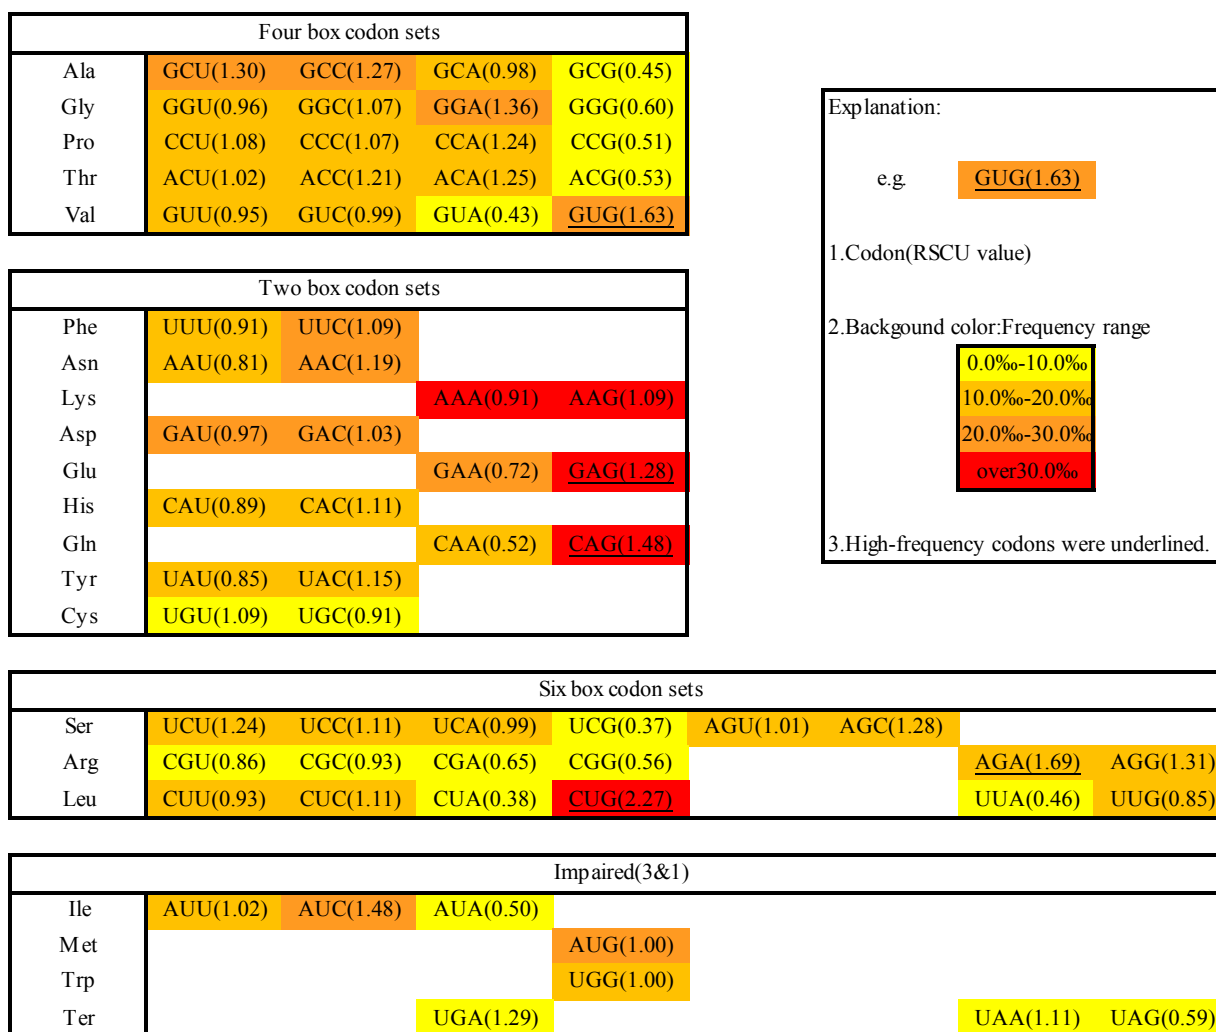 Four box codon sets
Ala GCU(1.30) GCC(1.27) GCA(0.98) GCG(0.45)
Gly GGU(0.96) GGC(1.07) GGA(1.36) GGG(0.60)
Pro CCU(1.08) CCC(1.07) CCA(1.24) CCG(0.51)
Thr ACU(1.02) ACC(1.21) ACA(1.25) ACG(0.53)
Val GUU(0.95) GUC(0.99) GUA(0.43) GUG(1.63)
Two box codon sets
Phe UUU(0.91) UUC(1.09)
Asn AAU(0.81) AAC(1.19)
Lys AAA(0.91) AAG(1.09)
Asp GAU(0.97) GAC(1.03)
Glu GAA(0.72) GAG(1.28)
His CAU(0.89) CAC(1.11)
Gln CAA(0.52) CAG(1.48)
Tyr UAU(0.85) UAC(1.15)
Cys UGU(1.09) UGC(0.91)
Explanation:
e.g. GUG(1.63)
1.Codon(RSCU value)
2.Backgound color:Frequency range
0.0‰-10.0‰
10.0‰-20.0‰
20.0‰-30.0‰
over30.0‰
3.High-frequency codons were underlined.
Six box codon sets
Ser UCU(1.24) UCC(1.11) UCA(0.99) UCG(0.37) AGU(1.01) AGC(1.28)
Arg CGU(0.86) CGC(0.93) CGA(0.65) CGG(0.56) AGA(1.69) AGG(1.31)
Leu CUU(0.93) CUC(1.11) CUA(0.38) CUG(2.27) UUA(0.46) UUG(0.85)
Impaired(3&1)
Ile AUU(1.02) AUC(1.48) AUA(0.50)
Met AUG(1.00)
Trp UGG(1.00)
Ter UGA(1.29) UAA(1.11) UAG(0.59)